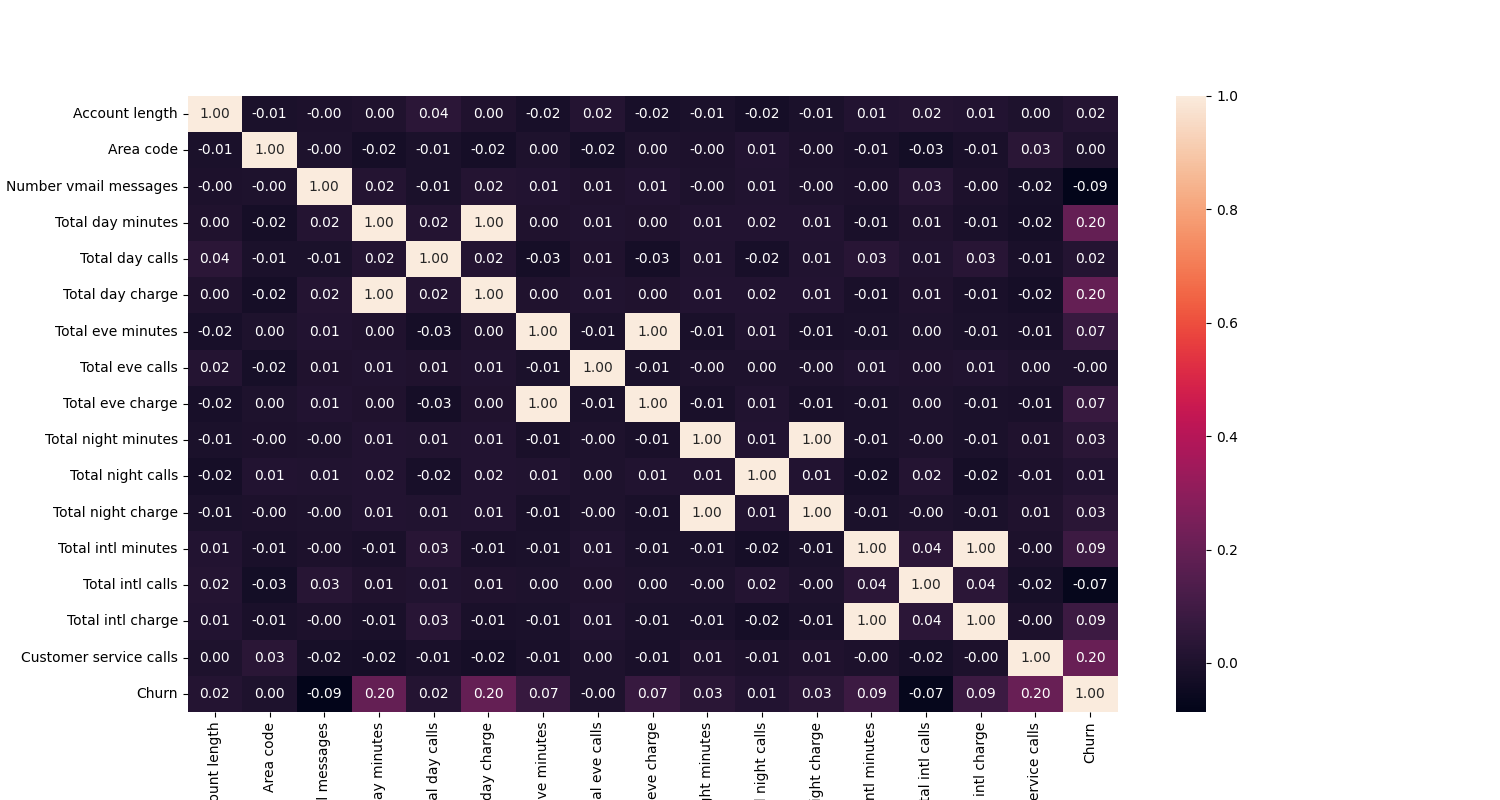 Account length 1.00 -0.01 -0.00 0.00 0.04 0.00 -0.02 0.02 -0.02 -0.01 -0.02 -0.01 0.01 0.02 0.01 0.00 0.02
Area code -0.01 1.00 -0.00 -0.02 -0.01 -0.02 0.00 -0.02 0.00 -0.00 0.01 -0.00 -0.01 -0.03 -0.01 0.03 0.00
Number vmail messages -0.00 -0.00 1.00 0.02 -0.01 0.02 0.01 0.01 0.01 -0.00 0.01 -0.00 -0.00 0.03 -0.00 -0.02 -0.09
Total day minutes 0.00 -0.02 0.02 1.00 0.02 1.00 0.00 0.01 0.00 0.01 0.02 0.01 -0.01 0.01 -0.01 -0.02 0.20
Total day calls 0.04 -0.01 -0.01 0.02 1.00 0.02 -0.03 0.01 -0.03 0.01 -0.02 0.01 0.03 0.01 0.03 -0.01 0.02
Total day charge 0.00 -0.02 0.02 1.00 0.02 1.00 0.00 0.01 0.00 0.01 0.02 0.01 -0.01 0.01 -0.01 -0.02 0.20
Total eve minutes -0.02 0.00 0.01 0.00 -0.03 0.00 1.00 -0.01 1.00 -0.01 0.01 -0.01 -0.01 0.00 -0.01 -0.01 0.07
Total eve calls 0.02 -0.02 0.01 0.01 0.01 0.01 -0.01 1.00 -0.01 -0.00 0.00 -0.00 0.01 0.00 0.01 0.00 -0.00
Total eve charge -0.02 0.00 0.01 0.00 -0.03 0.00 1.00 -0.01 1.00 -0.01 0.01 -0.01 -0.01 0.00 -0.01 -0.01 0.07
Total night minutes -0.01 -0.00 -0.00 0.01 0.01 0.01 -0.01 -0.00 -0.01 1.00 0.01 1.00 -0.01 -0.00 -0.01 0.01 0.03
Total night calls -0.02 0.01 0.01 0.02 -0.02 0.02 0.01 0.00 0.01 0.01 1.00 0.01 -0.02 0.02 -0.02 -0.01 0.01
Total night charge -0.01 -0.00 -0.00 0.01 0.01 0.01 -0.01 -0.00 -0.01 1.00 0.01 1.00 -0.01 -0.00 -0.01 0.01 0.03
Total intl minutes 0.01 -0.01 -0.00 -0.01 0.03 -0.01 -0.01 0.01 -0.01 -0.01 -0.02 -0.01 1.00 0.04 1.00 -0.00 0.09
Total intl calls 0.02 -0.03 0.03 0.01 0.01 0.01 0.00 0.00 0.00 -0.00 0.02 -0.00 0.04 1.00 0.04 -0.02 -0.07
Total intl charge 0.01 -0.01 -0.00 -0.01 0.03 -0.01 -0.01 0.01 -0.01 -0.01 -0.02 -0.01 1.00 0.04 1.00 -0.00 0.09
Customer service calls 0.00 0.03 -0.02 -0.02 -0.01 -0.02 -0.01 0.00 -0.01 0.01 -0.01 0.01 -0.00 -0.02 -0.00 1.00 0.20
Churn 0.02 0.00 -0.09 0.20 0.02 0.20 0.07 -0.00 0.07 0.03 0.01 0.03 0.09 -0.07 0.09 0.20 1.00
length
Area code
messages
minutes
day calls
day charge
minutes
eve calls
eve charge
minutes
night calls
charge
minutes
intl calls
intl charge
calls
Churn
1.0
0.8
0.6
0.4
0.2
0.0